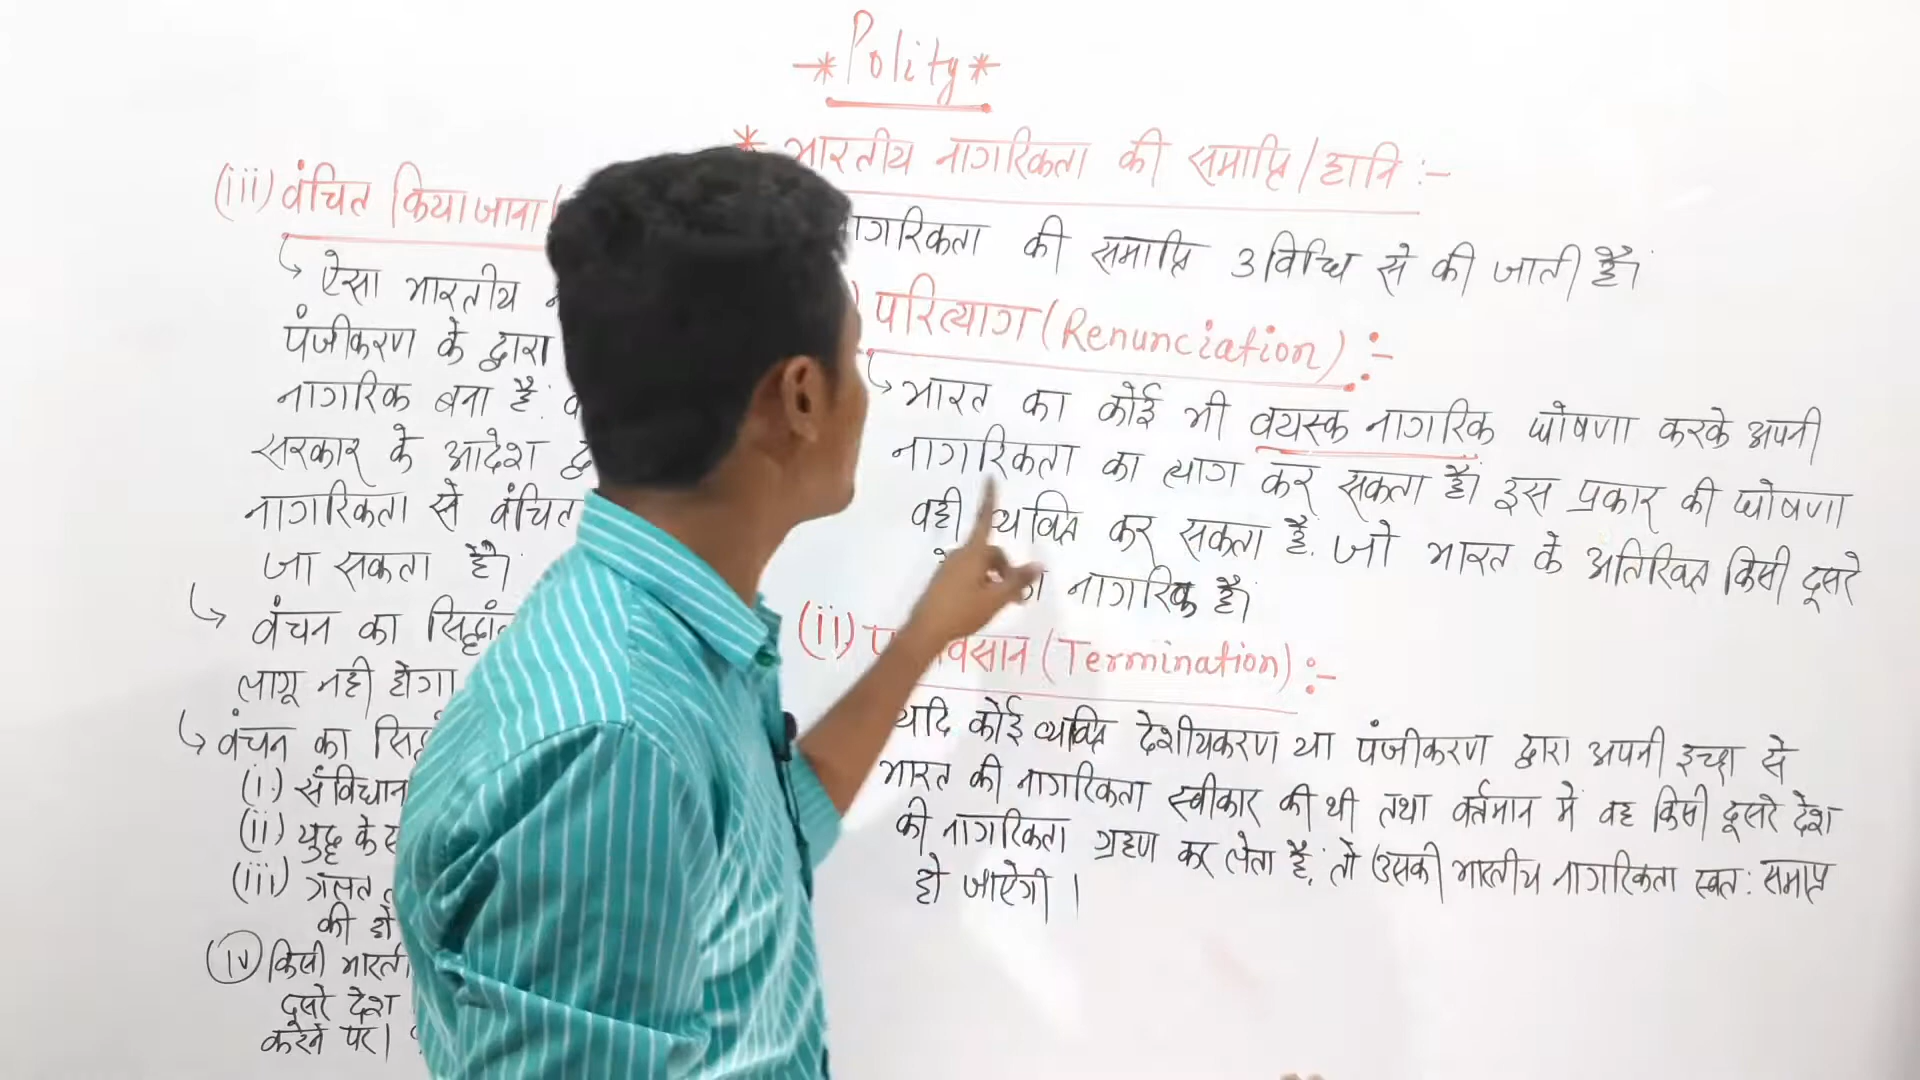 *Polity*
* भारतीय नागरिकता की समाप्ति/हानि :-
नागरिकता की समाप्ति 3 विधि से की जाती है।
परित्याग (Renunciation) :-
↳ भारत का कोई भी वयस्क नागरिक घोषणा करके अपनी
नागरिकता का त्याग कर सकता है। इस प्रकार की घोषणा
वही व्यक्ति कर सकता है. जो भारत के अतिरिक्त किसी दूसरे
नागरिक है।
(ii) (Termination) :-
यदि कोई व्यक्ति देशीयकरण या पंजीकरण द्वारा अपनी इच्छा से
भारत की नागरिकता स्वीकार की थी तथा वर्तमान में वह किसी दूसरे देश
की नागरिकता ग्रहण कर लेता है, तो उसकी भारतीय नागरिकता स्वत: समाप्त
हो जाऐगी ।
(iii) वंचित किया जाना
↳ ऐसा भारतीय
पंजीकरण के द्वारा
नागरिक बना है.
सरकार के आदेश
नागरिकता से वंचित
जा सकता है।
↳ वंचन का
लागू नही होगा
↳ वंचन का
(i) संविधान
(ii) युद्ध के
(iii) गलत
की हो
(iv) किसी
दूसरे देश
करने पर।